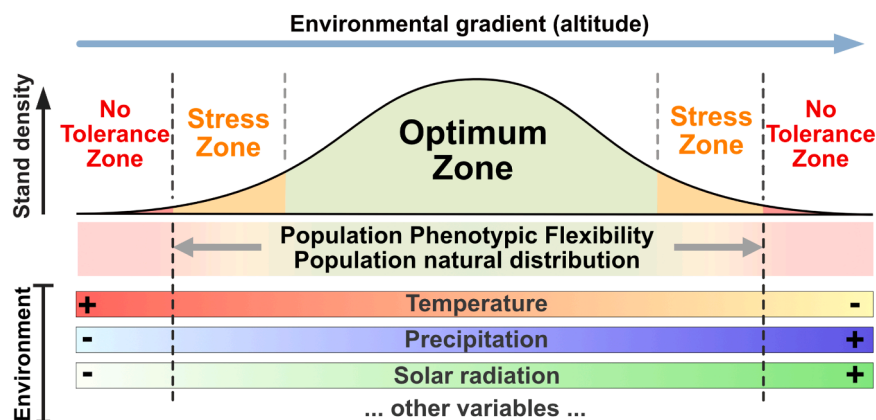 Environmental gradient (altitude)
Stand density
No
Tolerance
Zone
Stress
Zone
Optimum
Zone
Stress
Zone
No
Tolerance
Zone
Population Phenotypic Flexibility
Population natural distribution
Environment
+ Temperature -
- Precipitation +
- Solar radiation +
... other variables ...